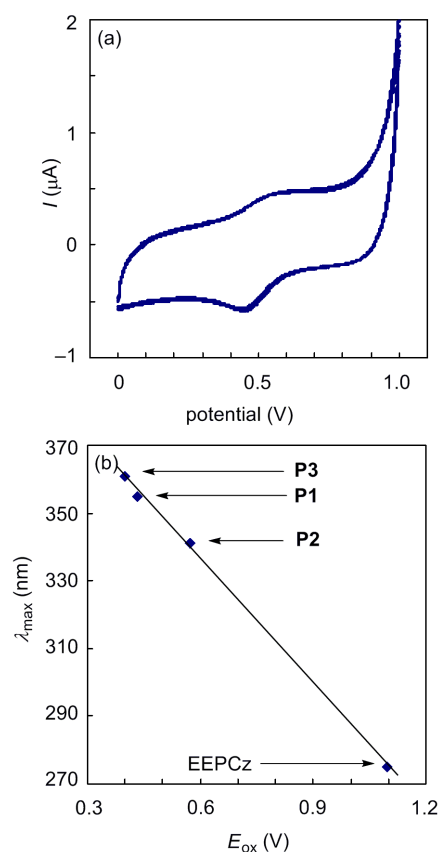 (a)
2
1
0
–1
I (μA)
0 0.5 1.0
potential (V)
(b)
370
350
330
310
290
270
λmax (nm)
P3
P1
P2
EEPCz
0.3 0.6 0.9 1.2
Eox (V)